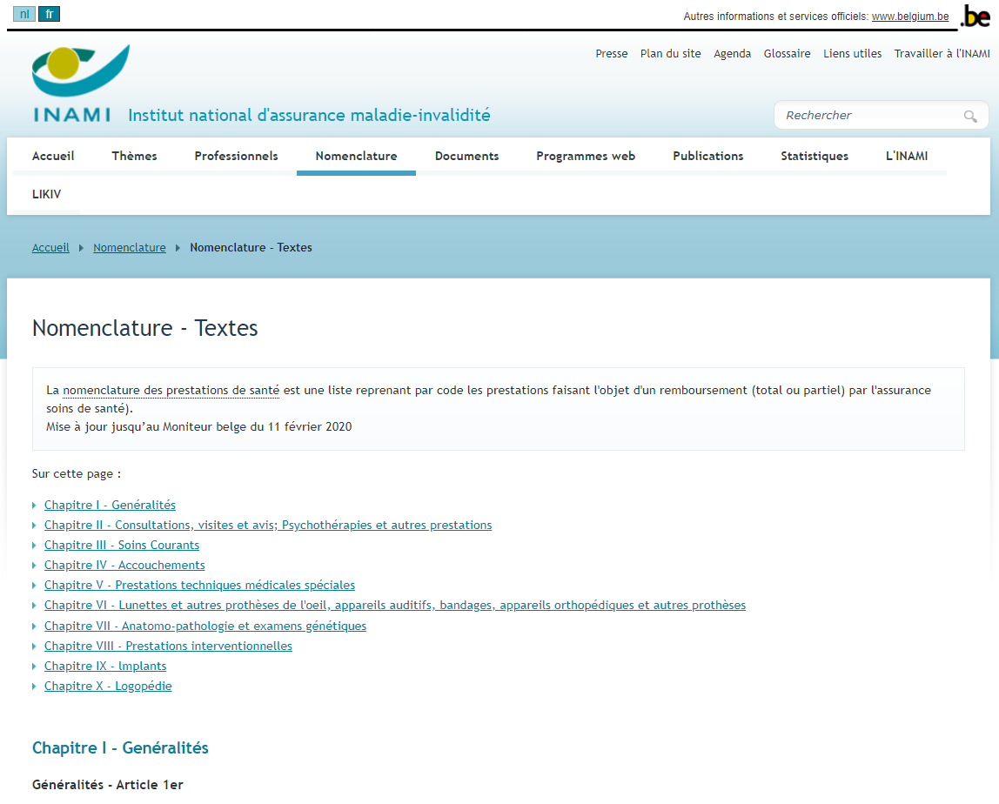 nl fr
Autres informations et services officiels: www.belgium.be
.be
Presse Plan du site Agenda Glossaire Liens utiles Travailler à l'INAMI
INAMI Institut national d'assurance maladie-invalidité
Rechercher
Accueil Thèmes Professionnels Nomenclature Documents Programmes web Publications Statistiques L'INAMI
LIKIV
Accueil Nomenclature Nomenclature - Textes
Nomenclature - Textes
La nomenclature des prestations de santé est une liste reprenant par code les prestations faisant l'objet d'un remboursement (total ou partiel) par l'assurance
soins de santé).
Mise à jour jusqu’au Moniteur belge du 11 février 2020
Sur cette page :
Chapitre I - Genéralités
Chapitre II - Consultations, visites et avis; Psychothérapies et autres prestations
Chapitre III - Soins Courants
Chapitre IV - Accouchements
Chapitre V - Prestations techniques médicales spéciales
Chapitre VI - Lunettes et autres prothèses de l'oeil, appareils auditifs, bandages, appareils orthopédiques et autres prothèses
Chapitre VII - Anatomo-pathologie et examens génétiques
Chapitre VIII - Prestations interventionnelles
Chapitre IX - Implants
Chapitre X - Logopédie
Chapitre I - Genéralités
Généralités - Article 1er